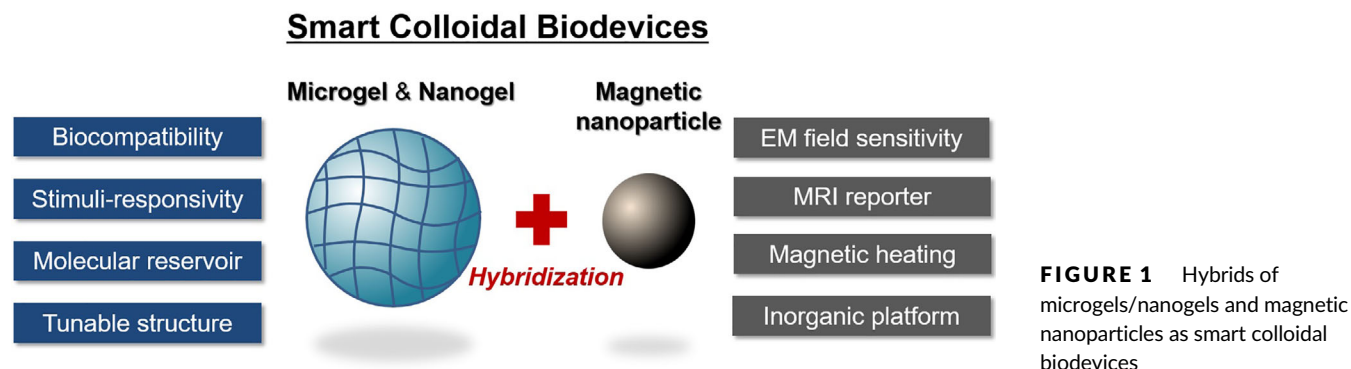 Smart Colloidal Biodevices
Microgel & Nanogel
Magnetic
nanoparticle
Biocompatibility
Stimuli-responsivity
Molecular reservoir
Tunable structure
Hybridization
EM field sensitivity
MRI reporter
Magnetic heating
Inorganic platform
FIGURE 1 Hybrids of
microgels/nanogels and magnetic
nanoparticles as smart colloidal
biodevices